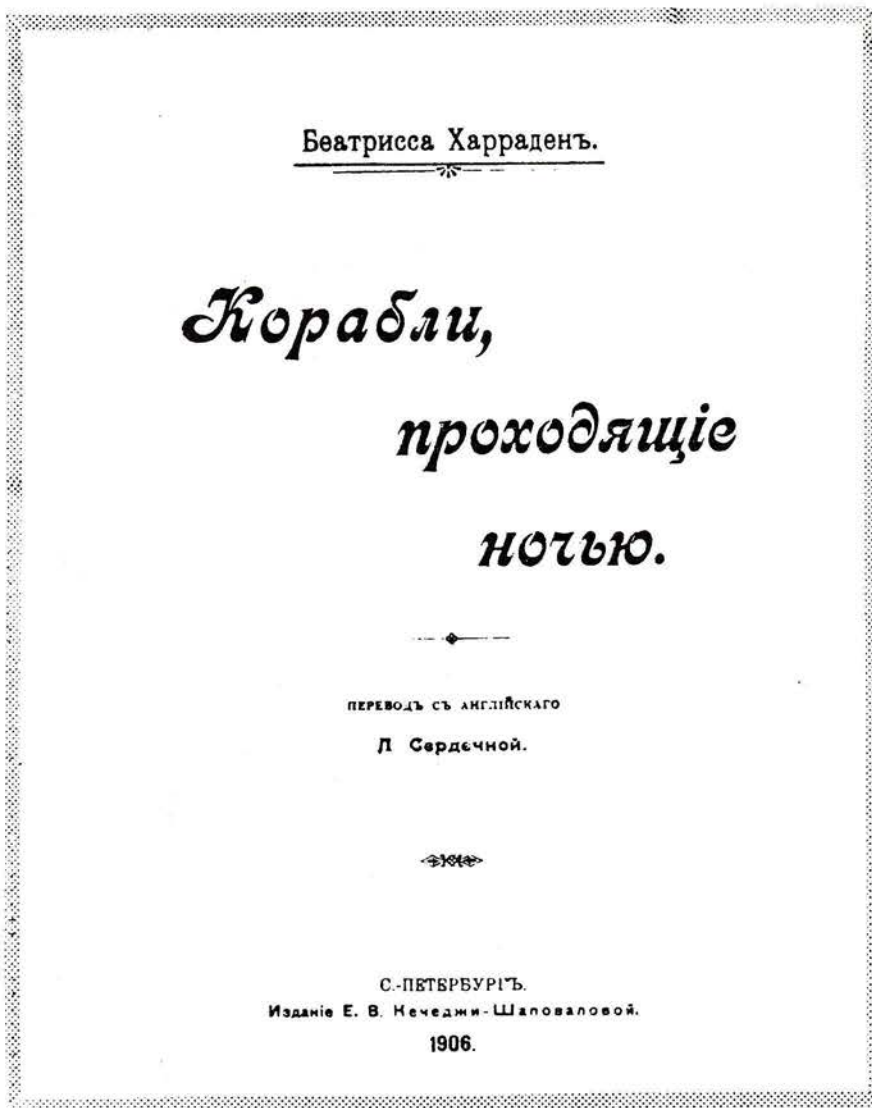 Беатрисса Харраденъ.
Корабли,
проходящіе
ночью.
ПЕРЕВОДЪ СЪ АНГЛІЙСКАГО
Л Сердечной.
С.-ПЕТЕРБУРГЪ.
Изданіе Е. В. Кечеджи-Шаповаловой.
1906.